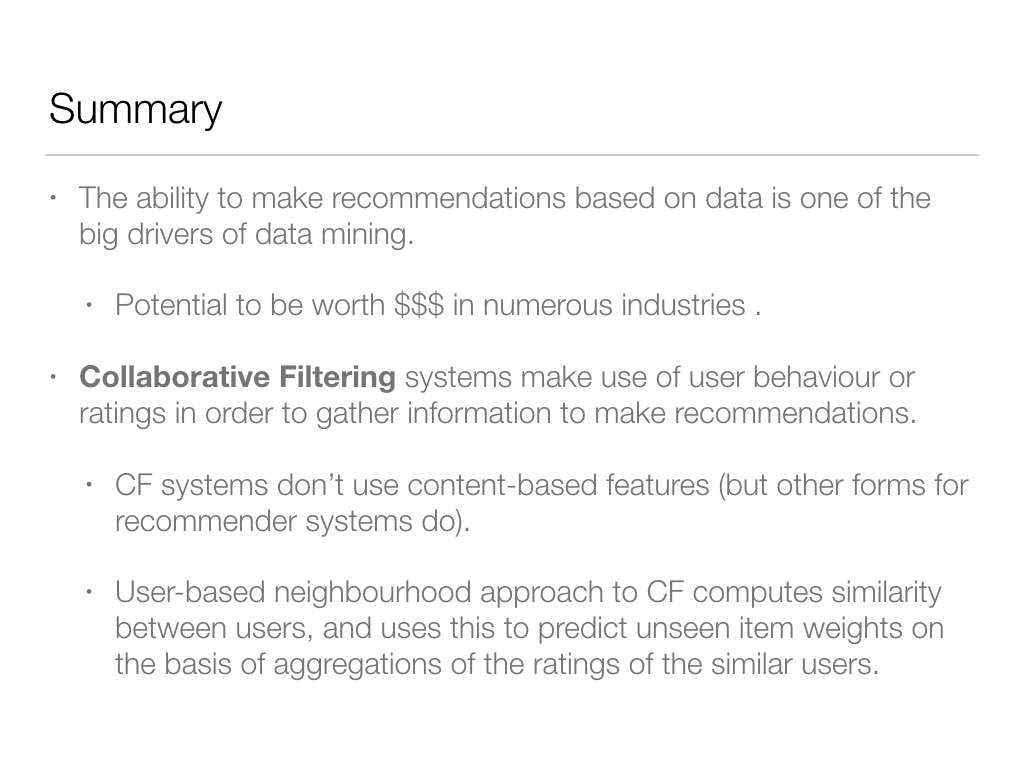 Summary
• The ability to make recommendations based on data is one of the
big drivers of data mining.
• Potential to be worth $$$ in numerous industries .
• Collaborative Filtering systems make use of user behaviour or
ratings in order to gather information to make recommendations.
• CF systems don’t use content-based features (but other forms for
recommender systems do).
• User-based neighbourhood approach to CF computes similarity
between users, and uses this to predict unseen item weights on
the basis of aggregations of the ratings of the similar users.